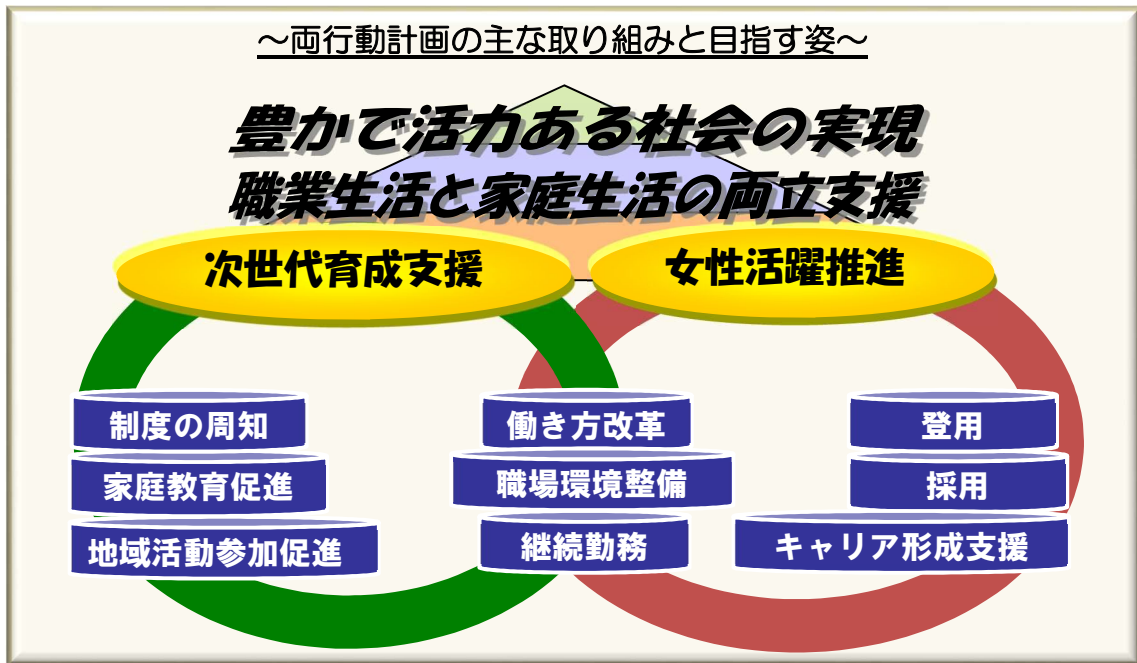 ～両行動計画の主な取り組みと目指す姿～
豊かで活力ある社会の実現
職業生活と家庭生活の両立支援
次世代育成支援
女性活躍推進
制度の周知
家庭教育促進
地域活動参加促進
働き方改革
職場環境整備
継続勤務
登用
採用
キャリア形成支援